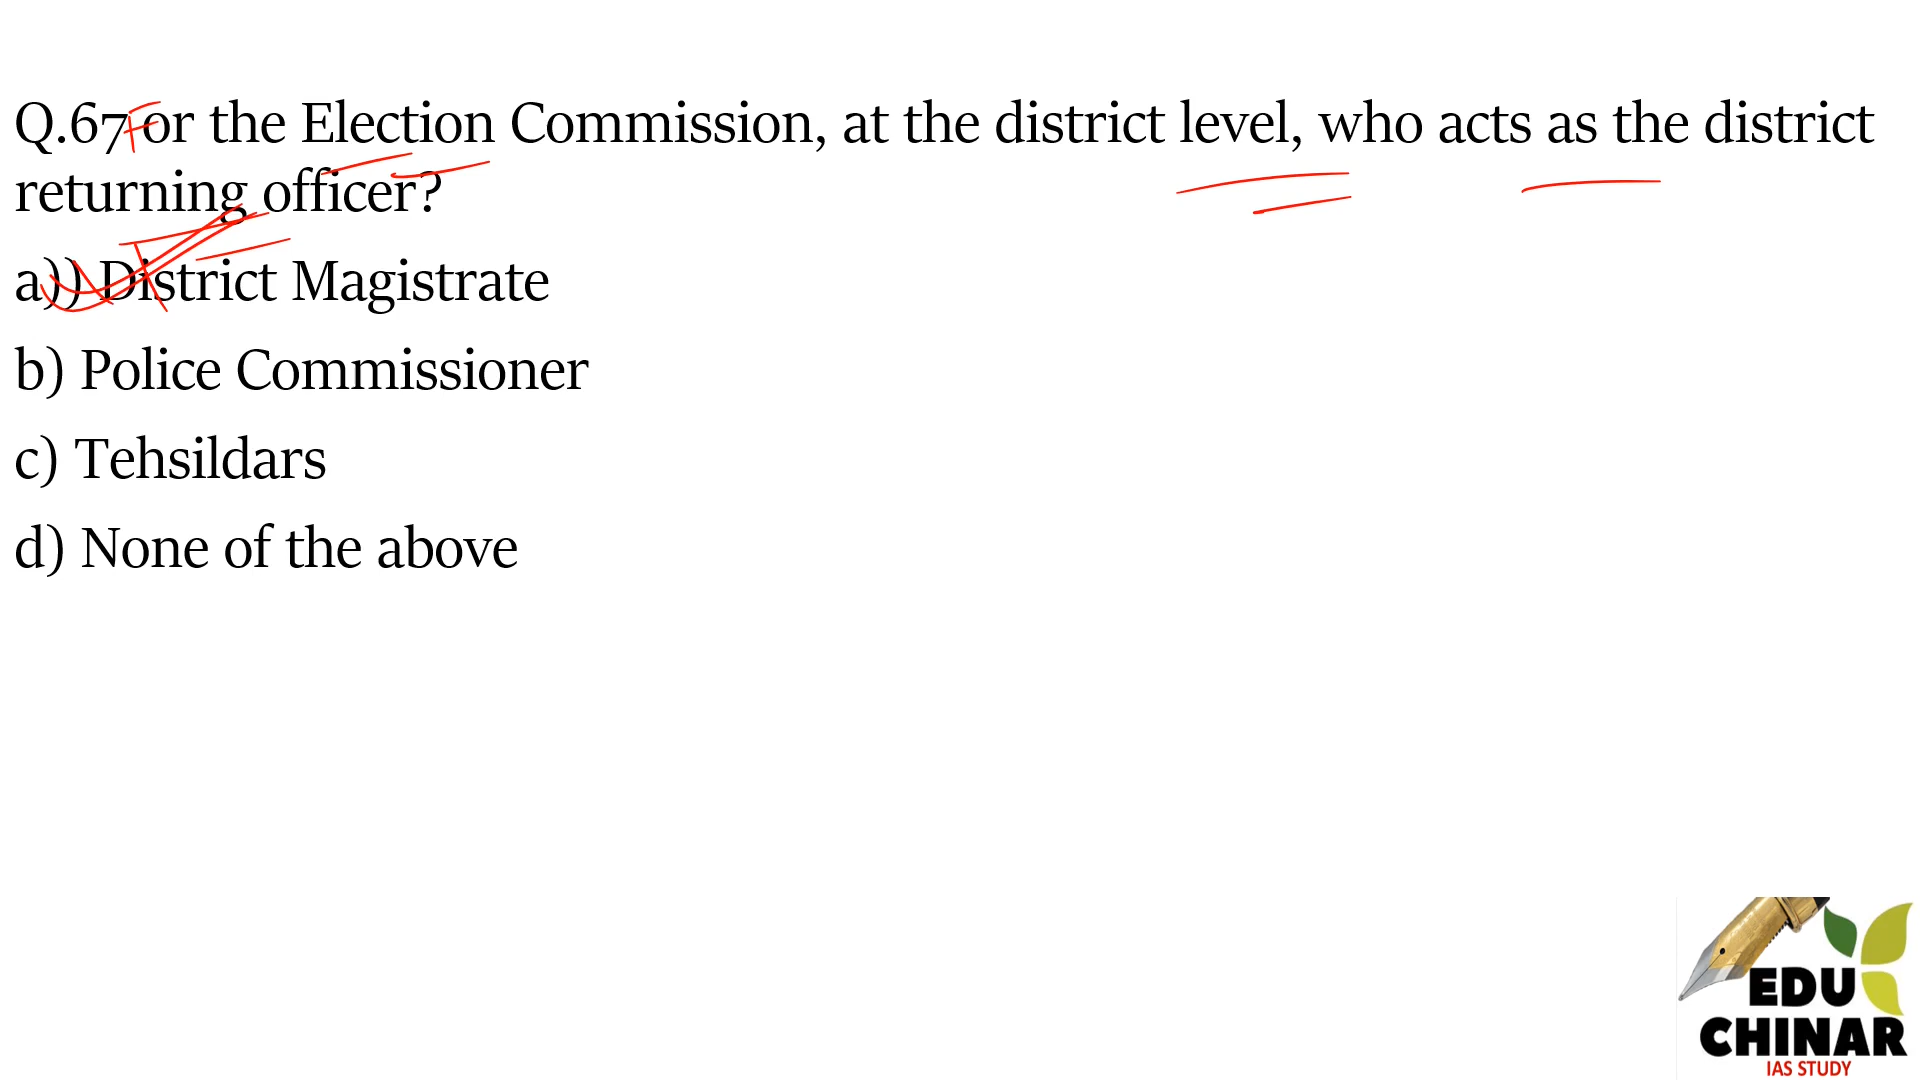 Q.67 For the Election Commission, at the district level, who acts as the district
returning officer?
a)) District Magistrate
b) Police Commissioner
c) Tehsildars
d) None of the above
EDU
CHINAR
IAS STUDY